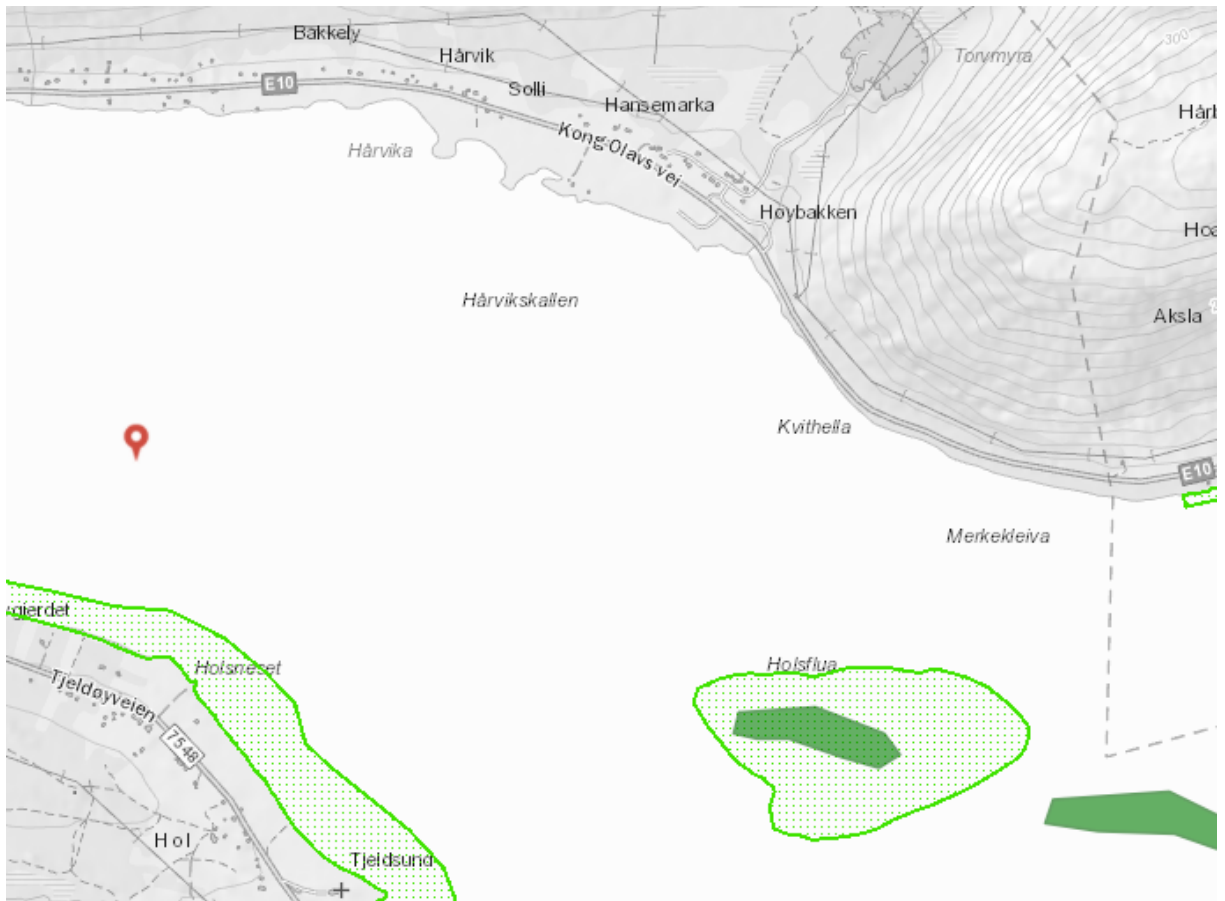 Bakkely
Hårvik
Torvmyra
300
E10
Solli
Hansemarka
Kong Olavs vei
Hårvika
Høybakken
Hårvikskallen
Aksla
Kvithella
E10
Merkekleiva
Holsneset
Holsflua
Tjeldøyveien
7548
Hol
Tjeldsund